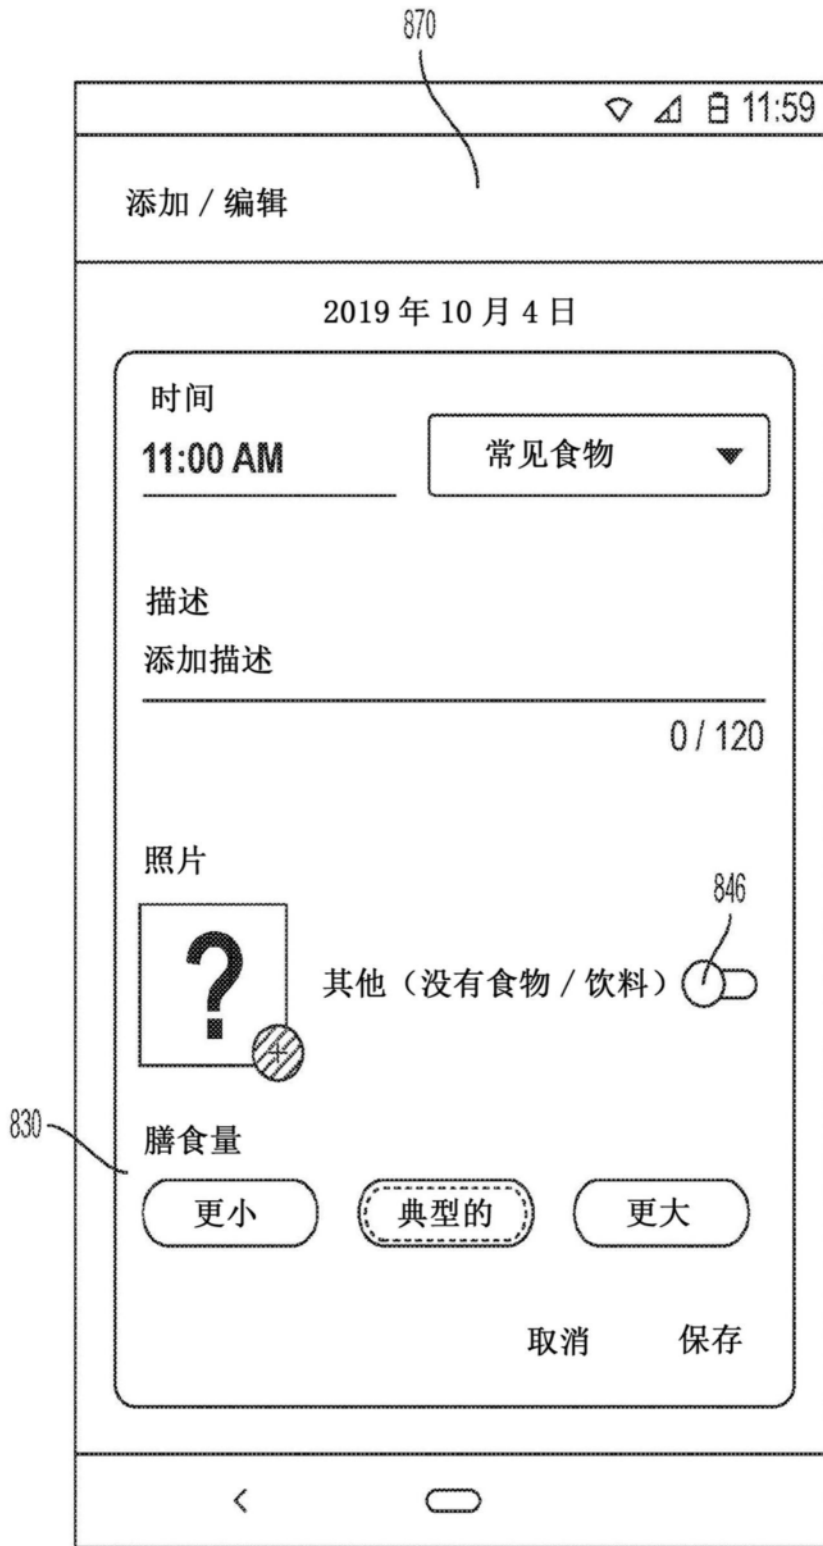 870
11:59
添加 / 编辑
2019 年 10 月 4 日
时间
11:00 AM
常见食物
描述
添加描述
0 / 120
照片
846
?
其他（没有食物 / 饮料）
830
膳食量
更小 典型的 更大
取消 保存